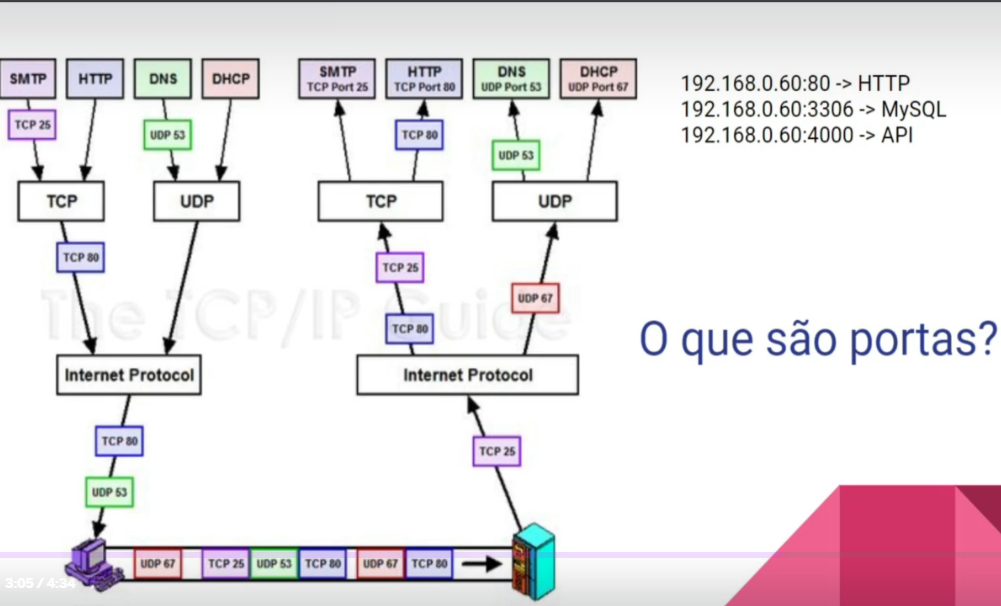 SMTP
HTTP
DNS
DHCP
TCP 25
UDP 53
TCP
UDP
TCP 80
Internet Protocol
TCP 80
UDP 53
SMTP
TCP Port 25
HTTP
TCP Port 80
DNS
UDP Port 53
DHCP
UDP Port 67
TCP 80
UDP 53
TCP
UDP
TCP 25
UDP 67
TCP 80
Internet Protocol
TCP 25
UDP 67
TCP 25
UDP 53
TCP 80
UDP 67
TCP 80
The TCP/IP Guide
192.168.0.60:80 -> HTTP
192.168.0.60:3306 -> MySQL
192.168.0.60:4000 -> API
O que são portas?
3:05 / 4:34